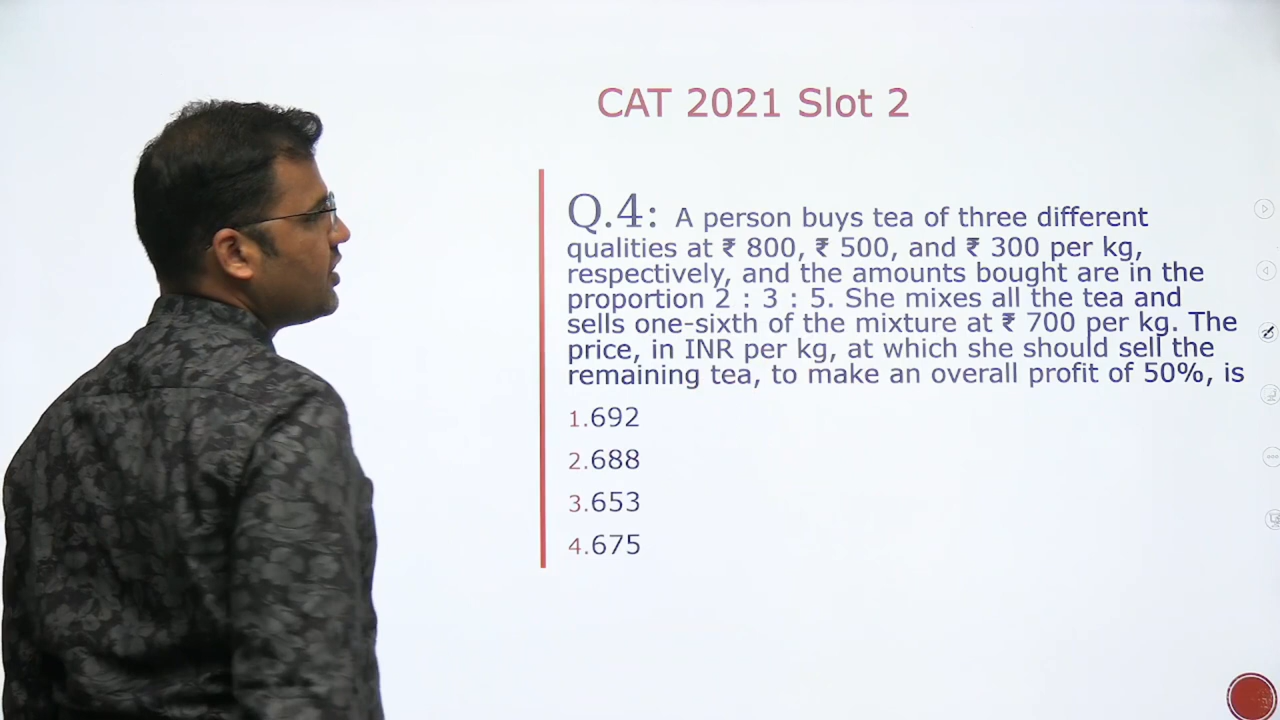 CAT 2021 Slot 2
Q.4: A person buys tea of three different
qualities at ₹ 800, ₹ 500, and ₹ 300 per kg,
respectively, and the amounts bought are in the
proportion 2 : 3 : 5. She mixes all the tea and
sells one-sixth of the mixture at ₹ 700 per kg. The
price, in INR per kg, at which she should sell the
remaining tea, to make an overall profit of 50%, is
1.692
2.688
3.653
4.675